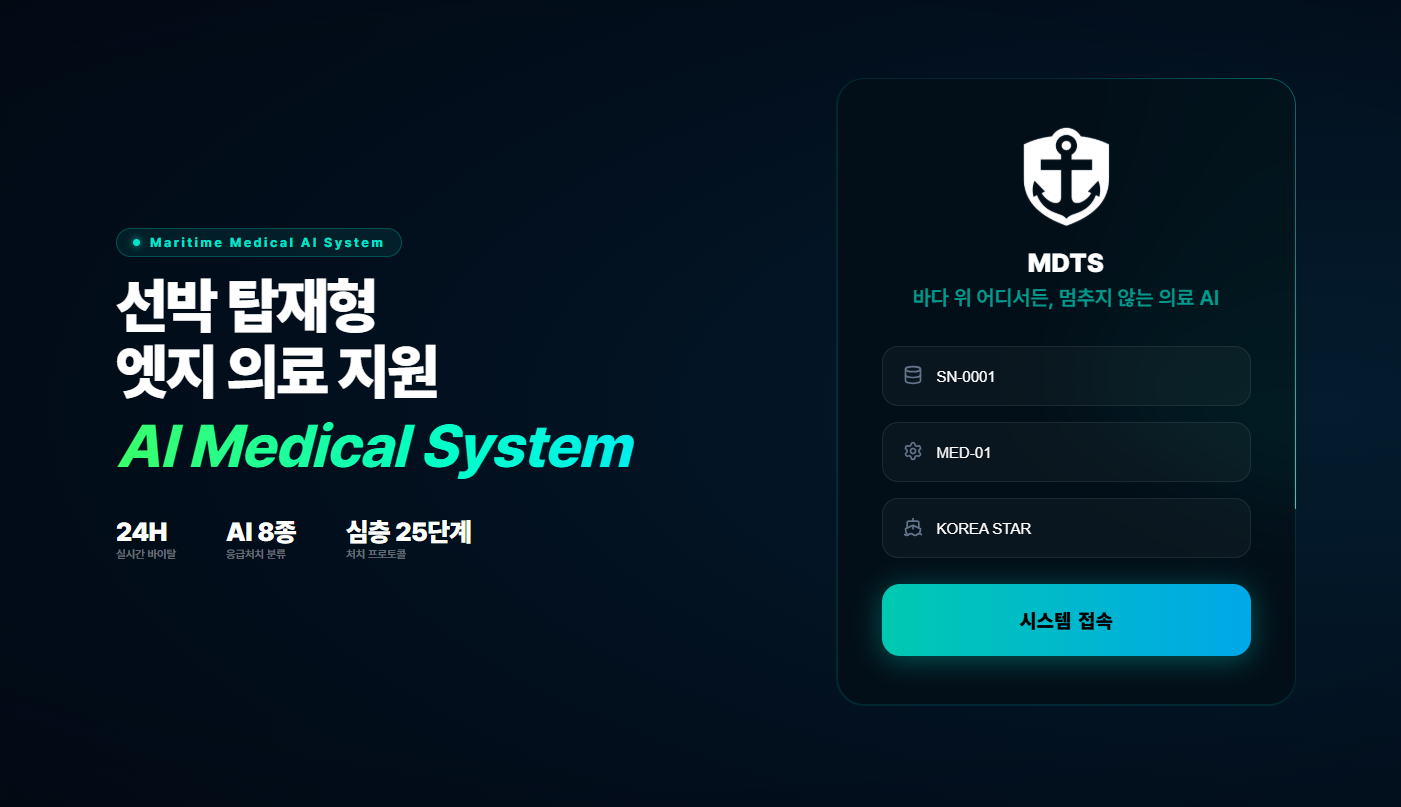 Maritime Medical AI System
선박 탑재형
엣지 의료 지원
AI Medical System
24H
실시간 바이탈
AI 8종
응급처치 분류
심층 25단계
처치 프로토콜
MDTS
바다 위 어디서든, 멈추지 않는 의료 AI
SN-0001
MED-01
KOREA STAR
시스템 접속